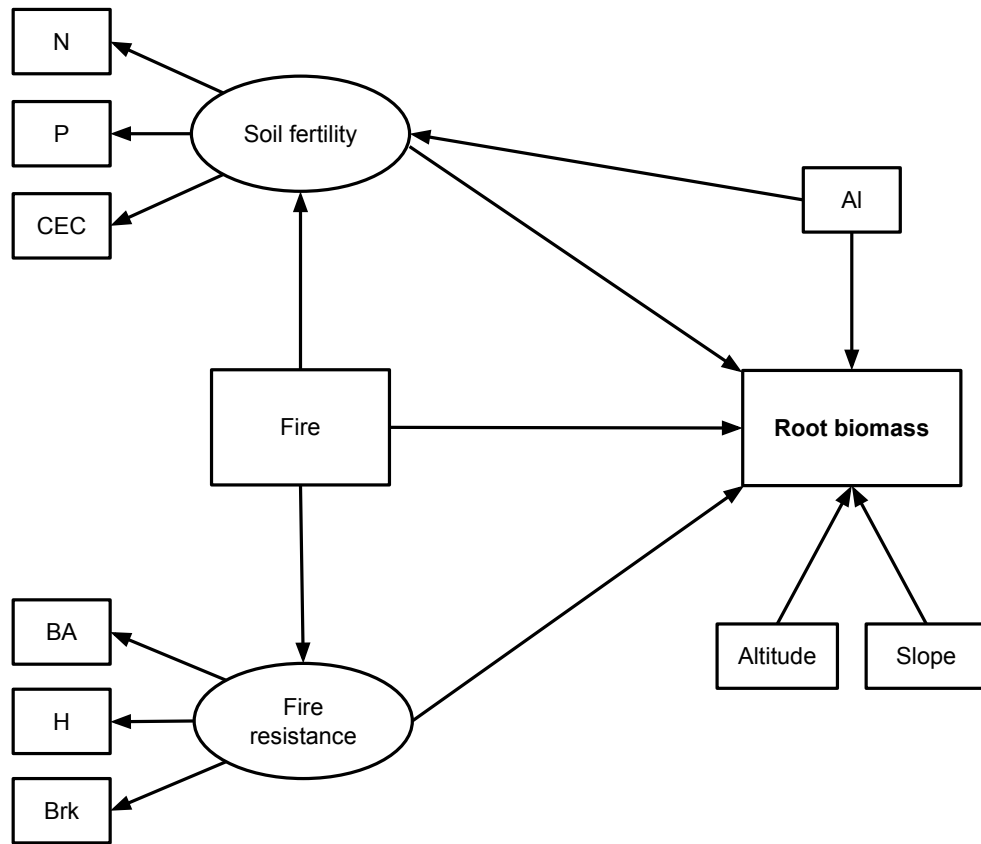 N
P
CEC
Soil fertility
Al
Fire
Root biomass
BA
H
Brk
Fire
resistance
Altitude
Slope